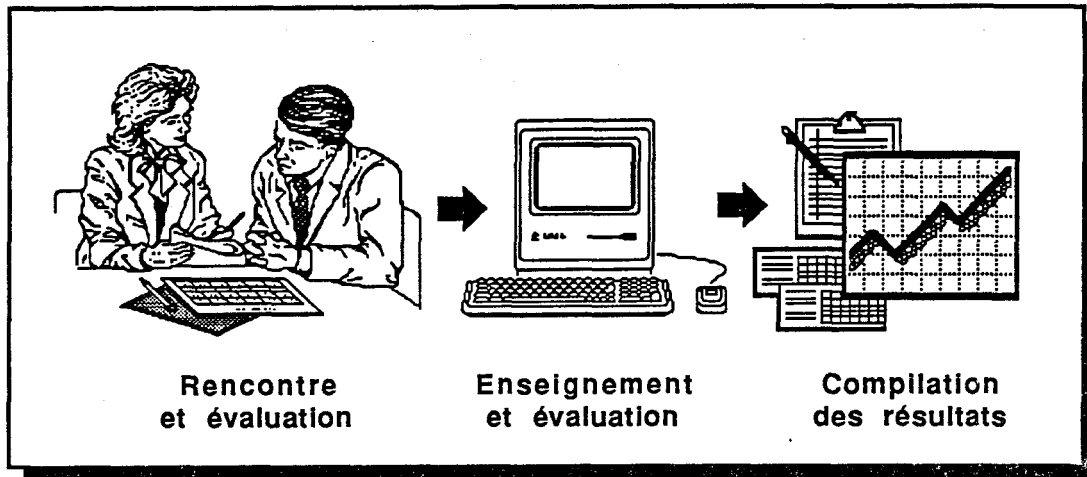 Rencontre
et évaluation
Enseignement
et évaluation
Compilation
des résultats